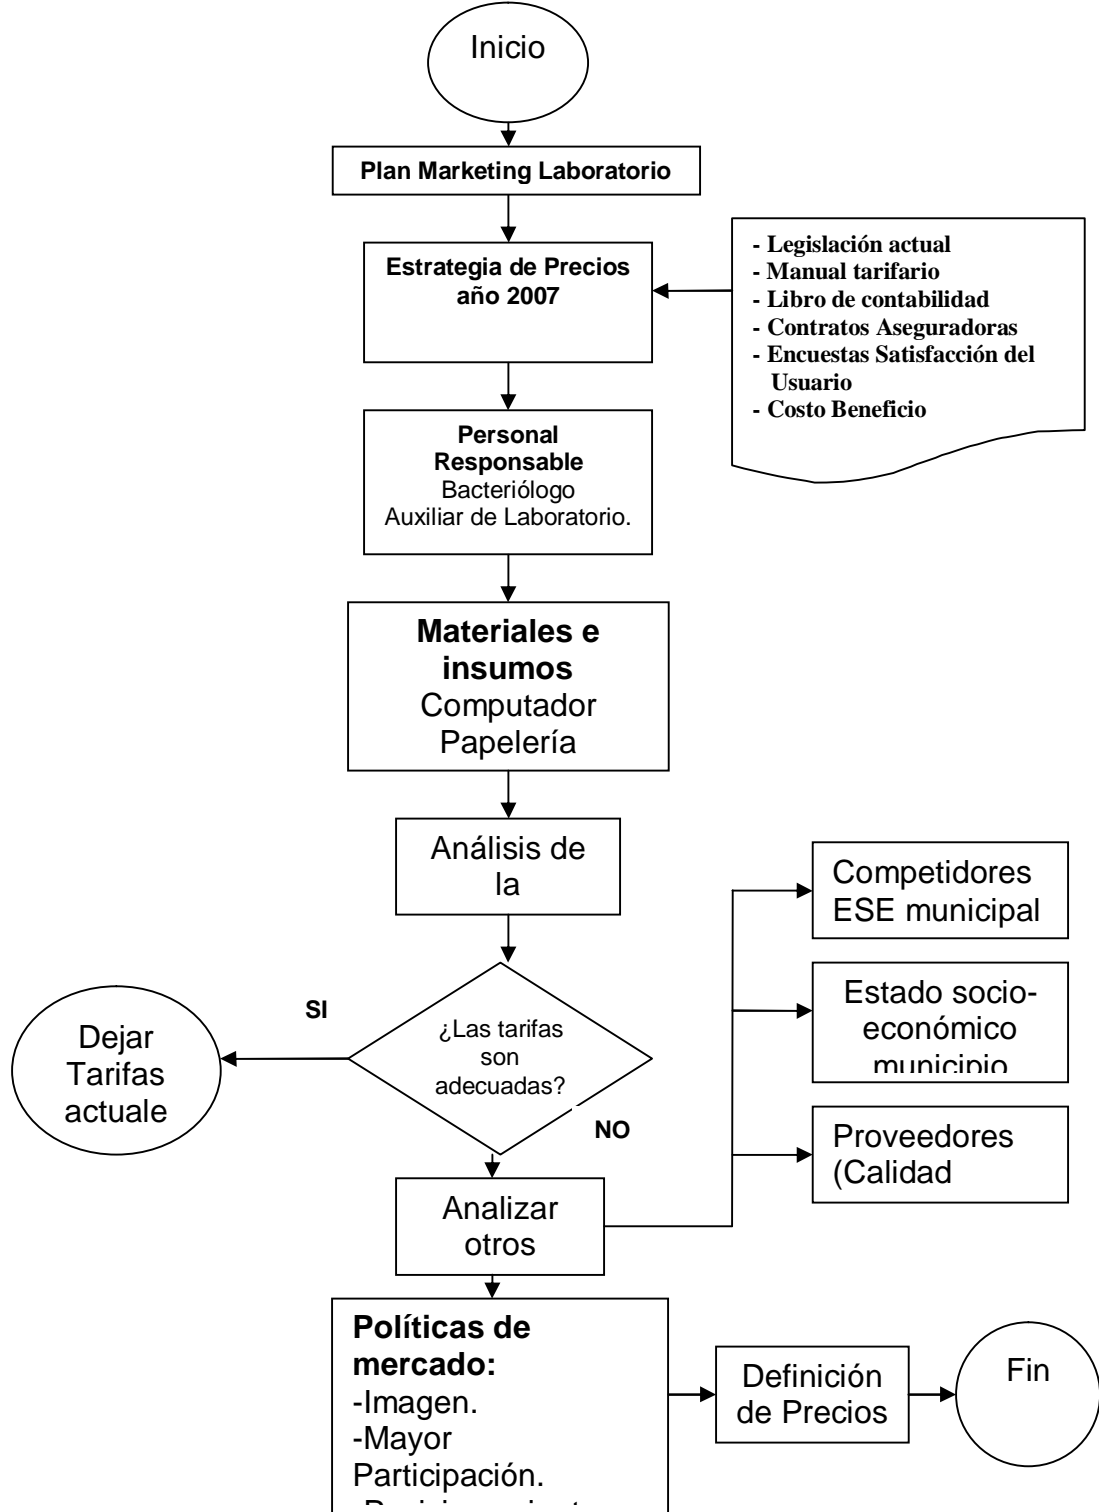 Inicio
Plan Marketing Laboratorio
Estrategia de Precios
año 2007
- Legislación actual
- Manual tarifario
- Libro de contabilidad
- Contratos Aseguradoras
- Encuestas Satisfacción del
Usuario
- Costo Beneficio
Personal
Responsable
Bacteriólogo
Auxiliar de Laboratorio.
Materiales e
insumos
Computador
Papelería
Análisis de
la
Competidores
ESE municipal
Estado socio-
económico
municipio
SI
¿Las tarifas
son
adecuadas?
Dejar
Tarifas
actuale
NO
Proveedores
(Calidad
Analizar
otros
Políticas de
mercado:
-Imagen.
-Mayor
Participación.
Definición
de Precios
Fin